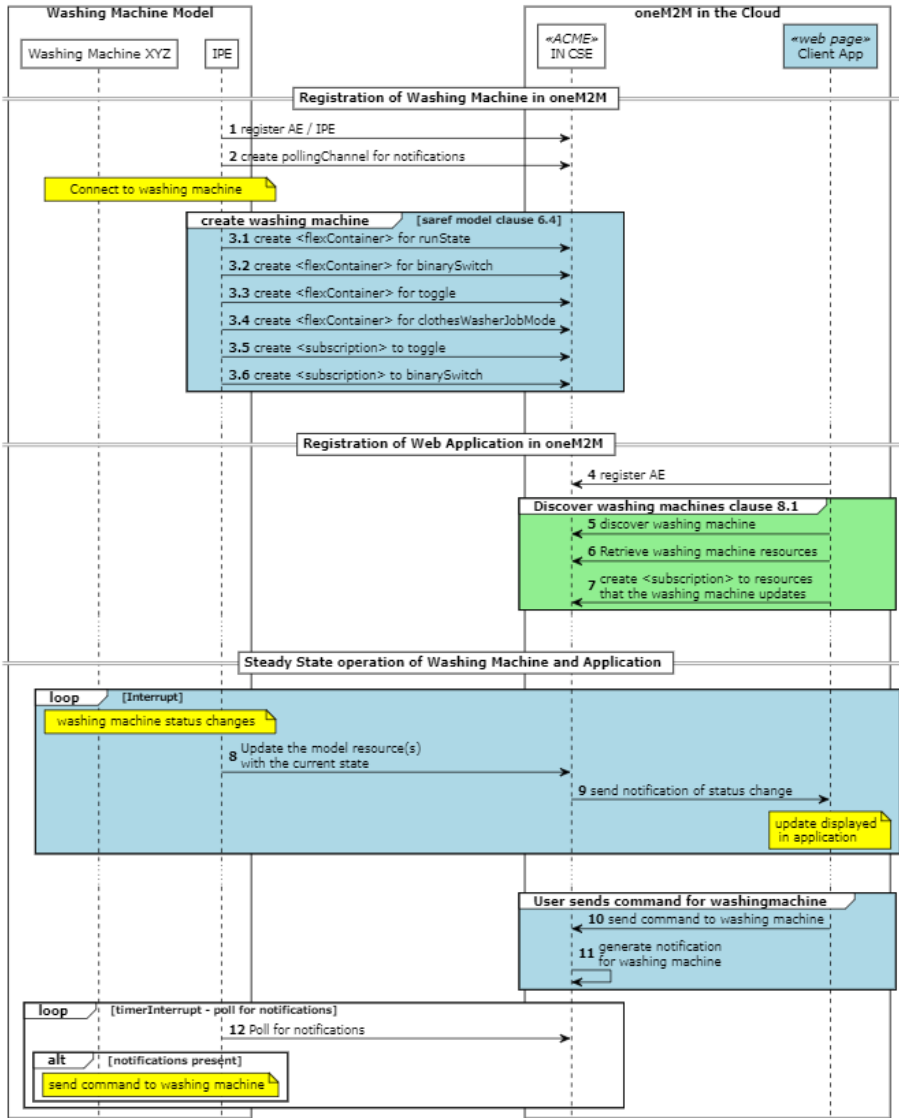 Washing Machine Model
oneM2M in the Cloud
Washing Machine XYZ
IPE
«ACME»
IN CSE
«web page»
Client App
Registration of Washing Machine in oneM2M
1 register AE / IPE
2 create pollingChannel for notifications
Connect to washing machine
create washing machine [saref model clause 6.4]
3.1 create <flexContainer> for runState
3.2 create <flexContainer> for binarySwitch
3.3 create <flexContainer> for toggle
3.4 create <flexContainer> for clothesWasherJobMode
3.5 create <subscription> to toggle
3.6 create <subscription> to binarySwitch
Registration of Web Application in oneM2M
4 register AE
Discover washing machines clause 8.1
5 discover washing machine
6 Retrieve washing machine resources
7 create <subscription> to resources
that the washing machine updates
Steady State operation of Washing Machine and Application
loop [Interrupt]
washing machine status changes
8 Update the model resource(s)
with the current state
9 send notification of status change
update displayed
in application
User sends command for washingmachine
10 send command to washing machine
11 generate notification
for washing machine
loop [timerInterrupt - poll for notifications]
12 Poll for notifications
alt [notifications present]
send command to washing machine